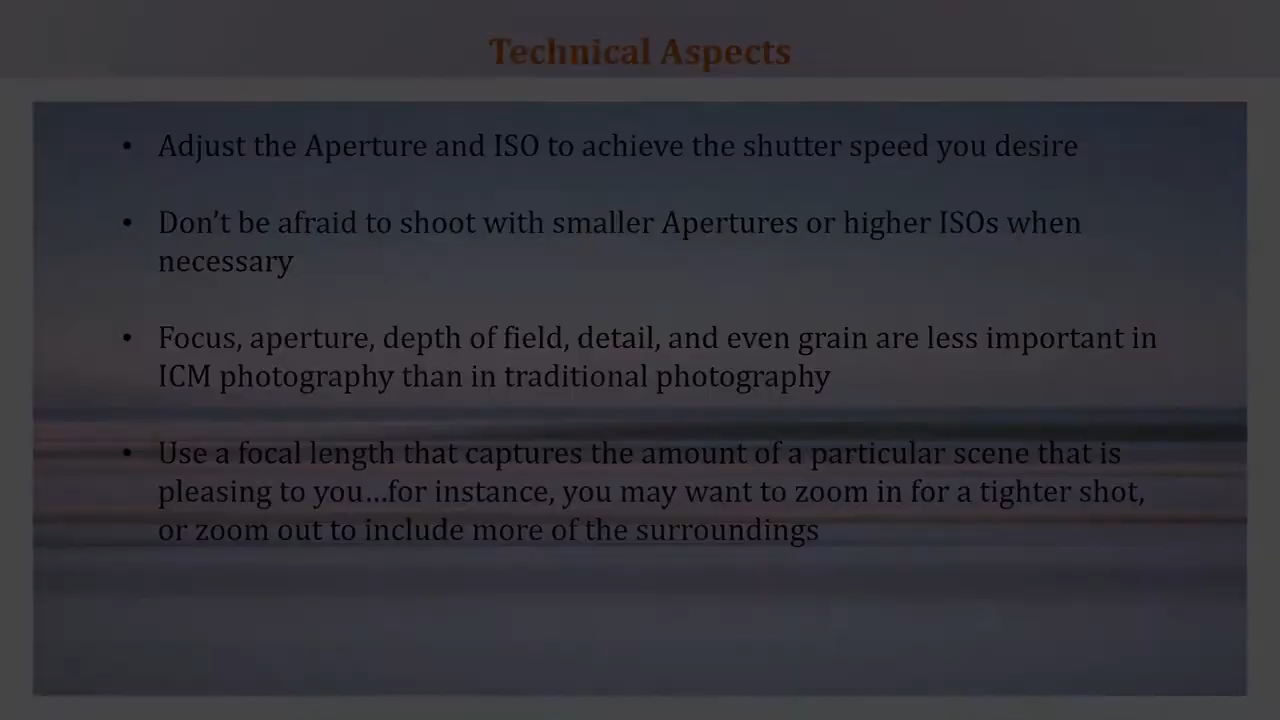 Technical Aspects
• Adjust the Aperture and ISO to achieve the shutter speed you desire
• Don’t be afraid to shoot with smaller Apertures or higher ISOs when
necessary
• Focus, aperture, depth of field, detail, and even grain are less important in
ICM photography than in traditional photography
• Use a focal length that captures the amount of a particular scene that is
pleasing to you…for instance, you may want to zoom in for a tighter shot,
or zoom out to include more of the surroundings